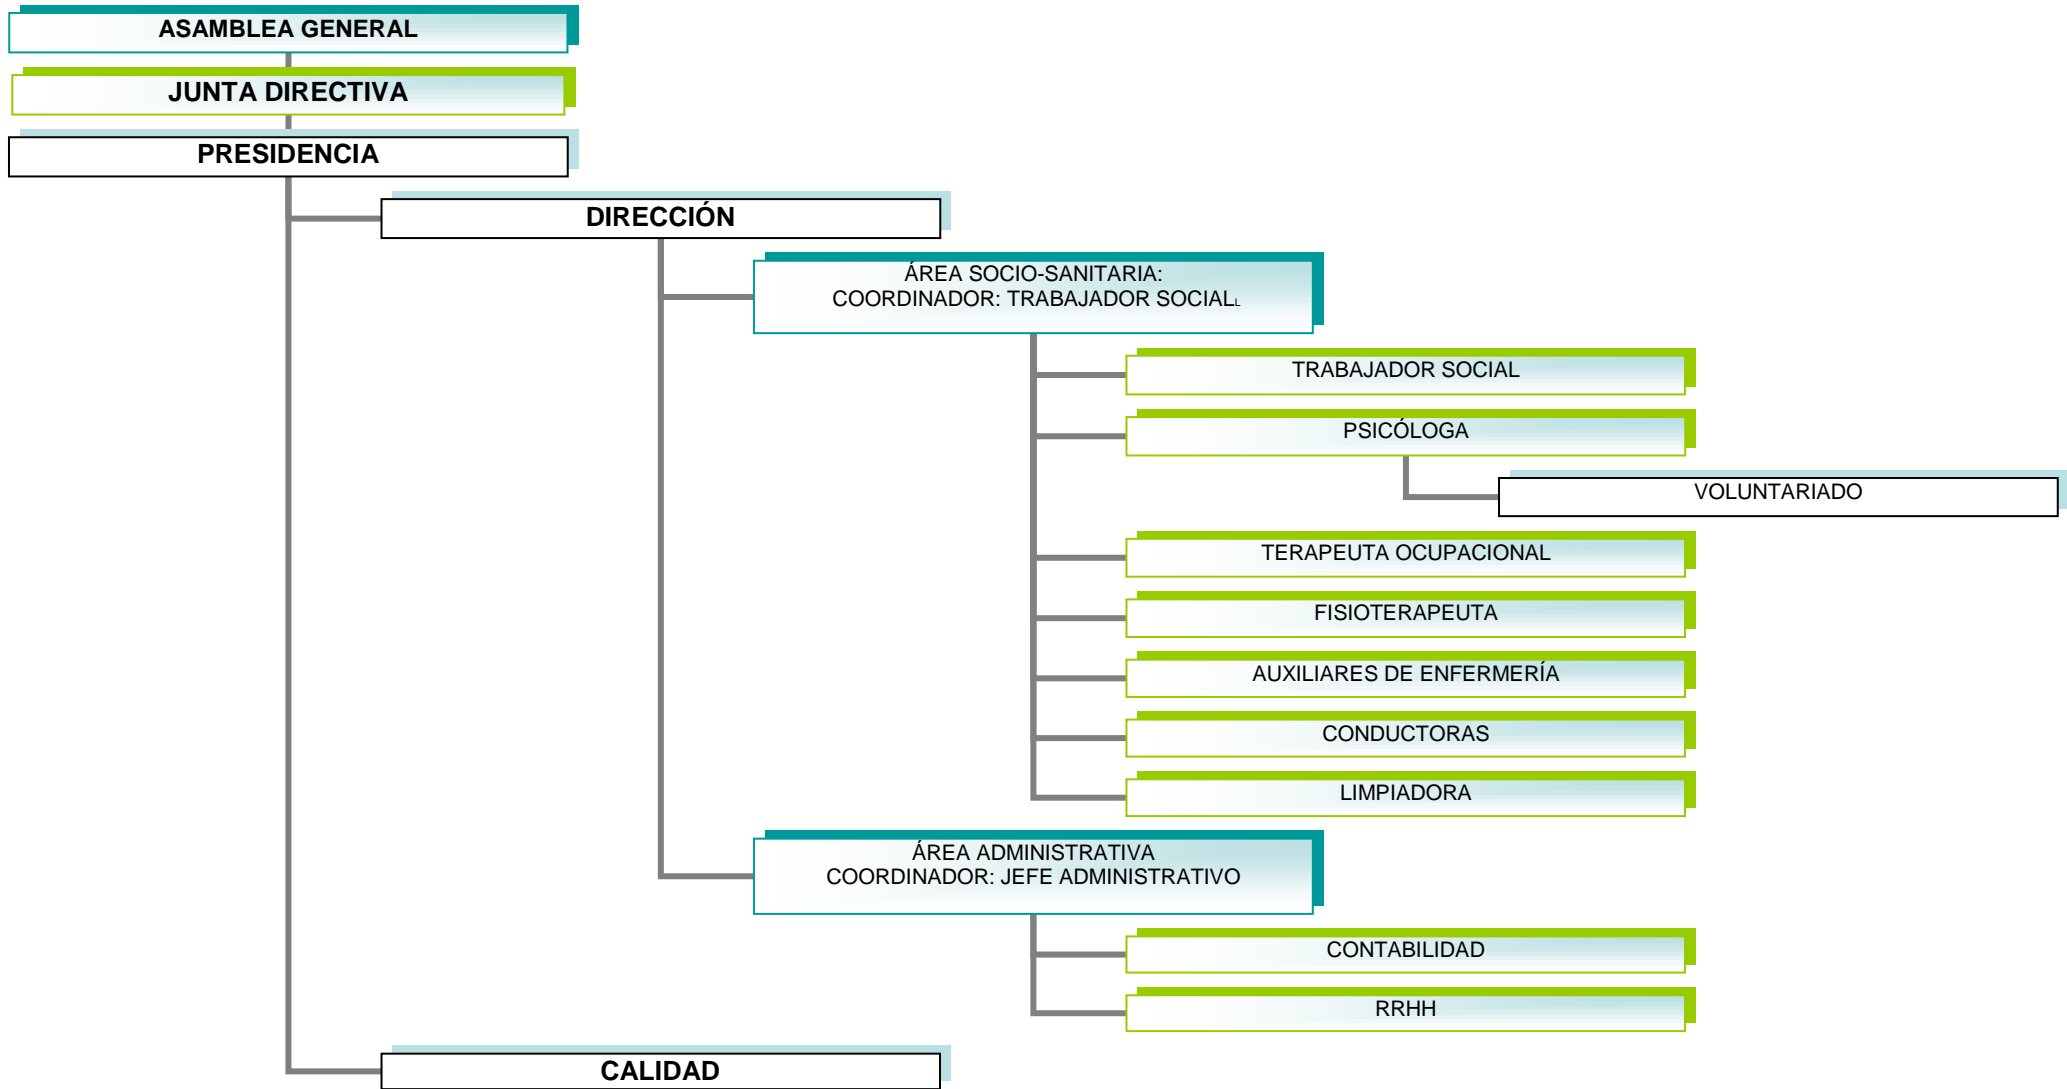 ASAMBLEA GENERAL
JUNTA DIRECTIVA
PRESIDENCIA
DIRECCIÓN
ÁREA SOCIO-SANITARIA:
COORDINADOR: TRABAJADOR SOCIALL
TRABAJADOR SOCIAL
PSICÓLOGA
VOLUNTARIADO
TERAPEUTA OCUPACIONAL
FISIOTERAPEUTA
AUXILIARES DE ENFERMERÍA
CONDUCTORAS
LIMPIADORA
ÁREA ADMINISTRATIVA
COORDINADOR: JEFE ADMINISTRATIVO
CONTABILIDAD
RRHH
CALIDAD